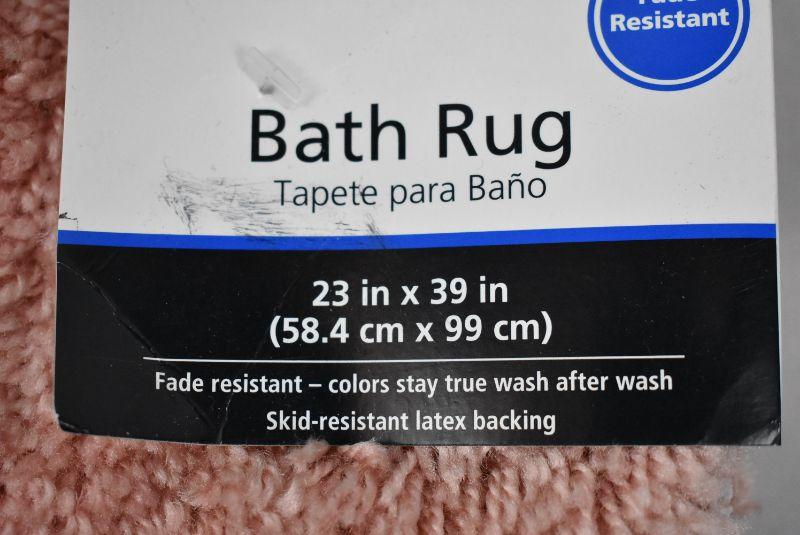 Resistant
Bath Rug
Tapete para Baño
23 in x 39 in
(58.4 cm x 99 cm)
Fade resistant – colors stay true wash after wash
Skid-resistant latex backing